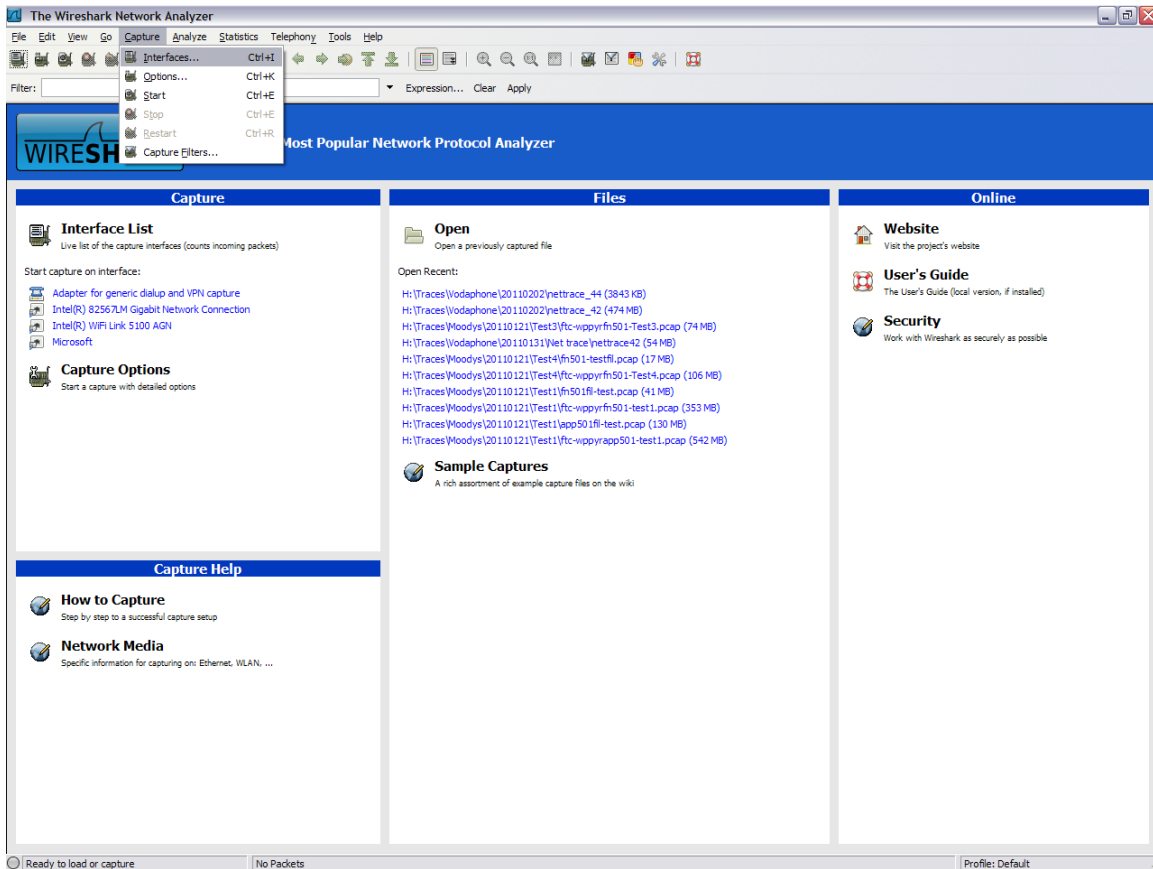 The Wireshark Network Analyzer
File Edit View Go Capture Analyze Statistics Telephony Tools Help
Interfaces... Ctrl+I
Options... Ctrl+K
Start Ctrl+E
Stop Ctrl+E
Restart Ctrl+R
Capture Filters...
Filter:
Expression... Clear Apply
WIRESH
Most Popular Network Protocol Analyzer
Capture
Interface List
Live list of the capture interfaces (counts incoming packets)
Start capture on interface:
Adapter for generic dialup and VPN capture
Intel(R) 82567LM Gigabit Network Connection
Intel(R) WiFi Link 5100 AGN
Microsoft
Capture Options
Start a capture with detailed options
Capture Help
How to Capture
Step by step to a successful capture setup
Network Media
Specific information for capturing on: Ethernet, WLAN, ...
Files
Open
Open a previously captured file
Open Recent:
H:\Traces\Vodaphone\20110202\nettrace_44 (3843 KB)
H:\Traces\Vodaphone\20110202\nettrace_42 (474 MB)
H:\Traces\Moodys\20110121\Test3\ftc-wppyrfn501-Test3.pcap (74 MB)
H:\Traces\Vodaphone\20110131\Net trace\nettrace42 (54 MB)
H:\Traces\Moodys\20110121\Test4\fn501-testfil.pcap (17 MB)
H:\Traces\Moodys\20110121\Test4\ftc-wppyrfn501-Test4.pcap (106 MB)
H:\Traces\Moodys\20110121\Test1\fn501fil-test.pcap (41 MB)
H:\Traces\Moodys\20110121\Test1\ftc-wppyrfn501-test1.pcap (353 MB)
H:\Traces\Moodys\20110121\Test1\app501fil-test.pcap (130 MB)
H:\Traces\Moodys\20110121\Test1\ftc-wppyrapp501-test1.pcap (542 MB)
Sample Captures
A rich assortment of example capture files on the wiki
Online
Website
Visit the project's website
User's Guide
The User's Guide (local version, if installed)
Security
Work with Wireshark as securely as possible
Ready to load or capture
No Packets
Profile: Default